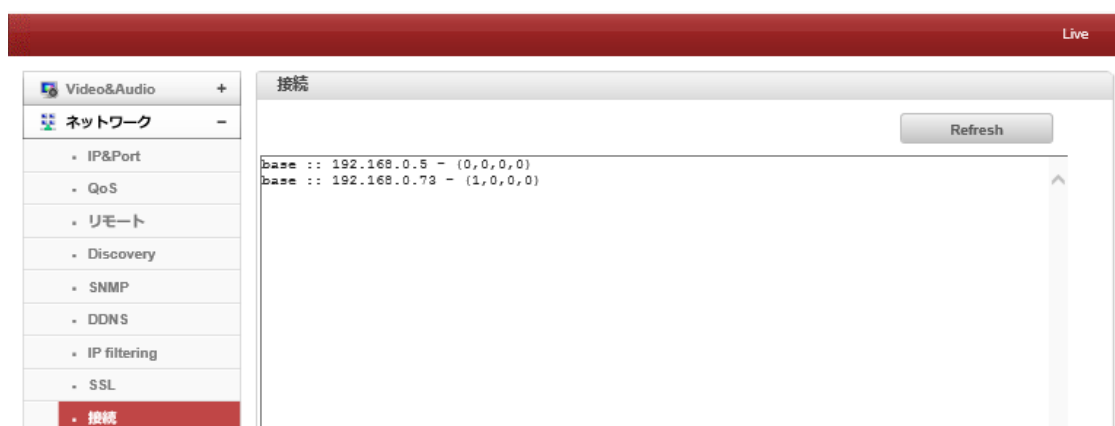 Live
Video&Audio +
ネットワーク -
IP&Port
QoS
リモート
Discovery
SNMP
DDNS
IP filtering
SSL
接続
接続
Refresh
base :: 192.168.0.5 - (0,0,0,0)
base :: 192.168.0.73 - (1,0,0,0)